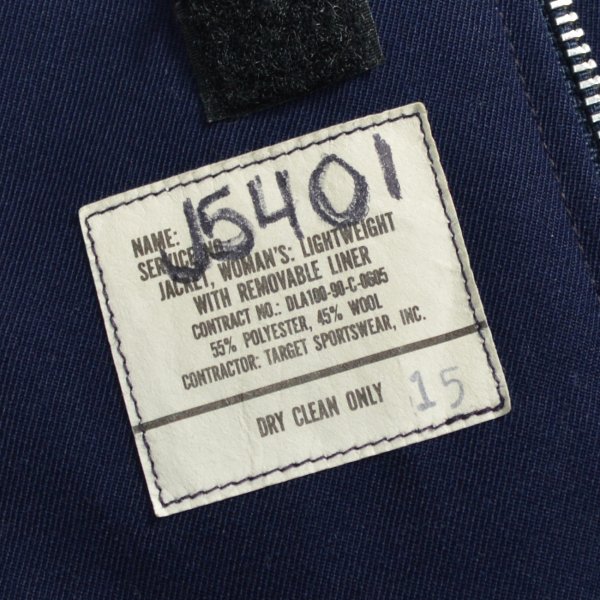 J5401
NAME:
SERVICE NO.
JACKET, WOMAN'S: LIGHTWEIGHT
WITH REMOVABLE LINER
CONTRACT NO.: DLA100-90-C-0605
55% POLYESTER, 45% WOOL
CONTRACTOR: TARGET SPORTSWEAR, INC.
DRY CLEAN ONLY
15